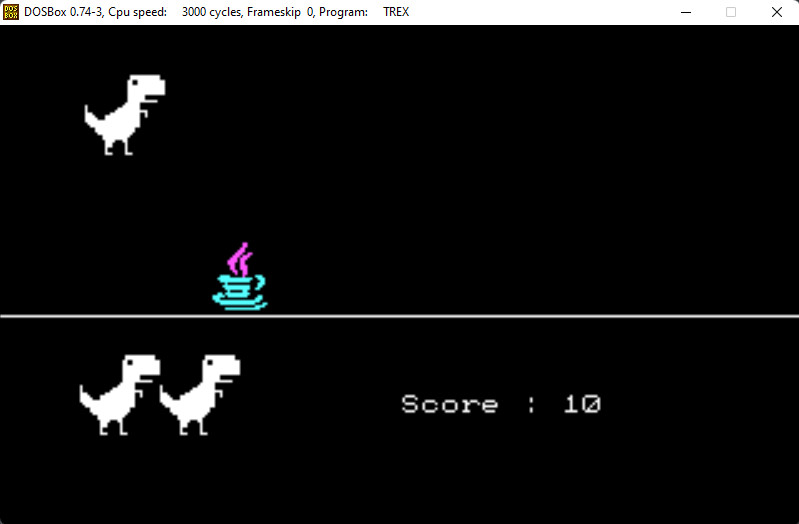 DOSBox 0.74-3, Cpu speed: 3000 cycles, Frameskip 0, Program: TREX
Score : 10